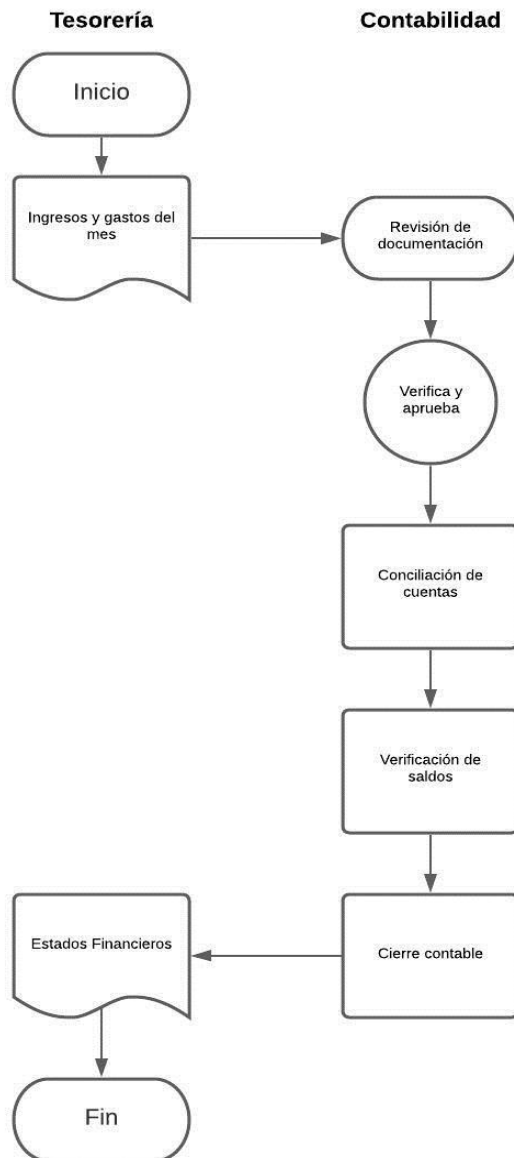 Tesorería
Contabilidad
Inicio
Ingresos y gastos del
mes
Revisión de
documentación
Verifica y
aprueba
Conciliación de
cuentas
Verificación de
saldos
Cierre contable
Estados Financieros
Fin